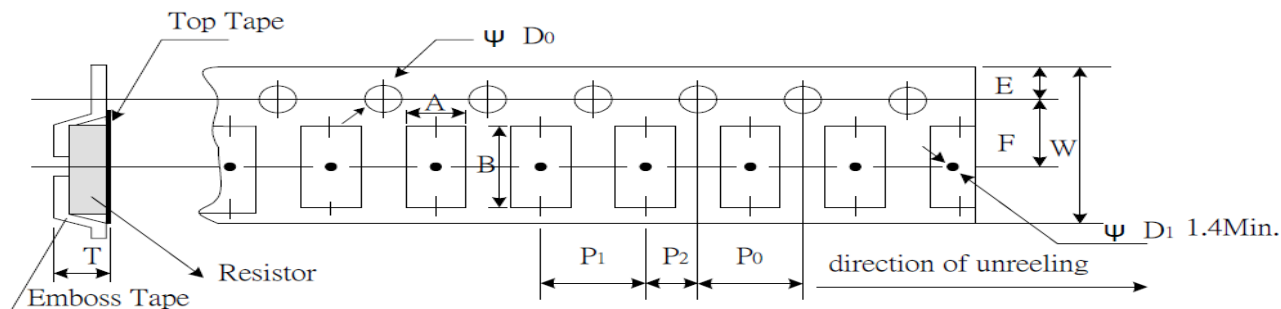 Top Tape
Ψ D0
E
A
F
W
B
Ψ D1 1.4Min.
T
P1
P2
P0
Resistor
direction of unreeling
Emboss Tape